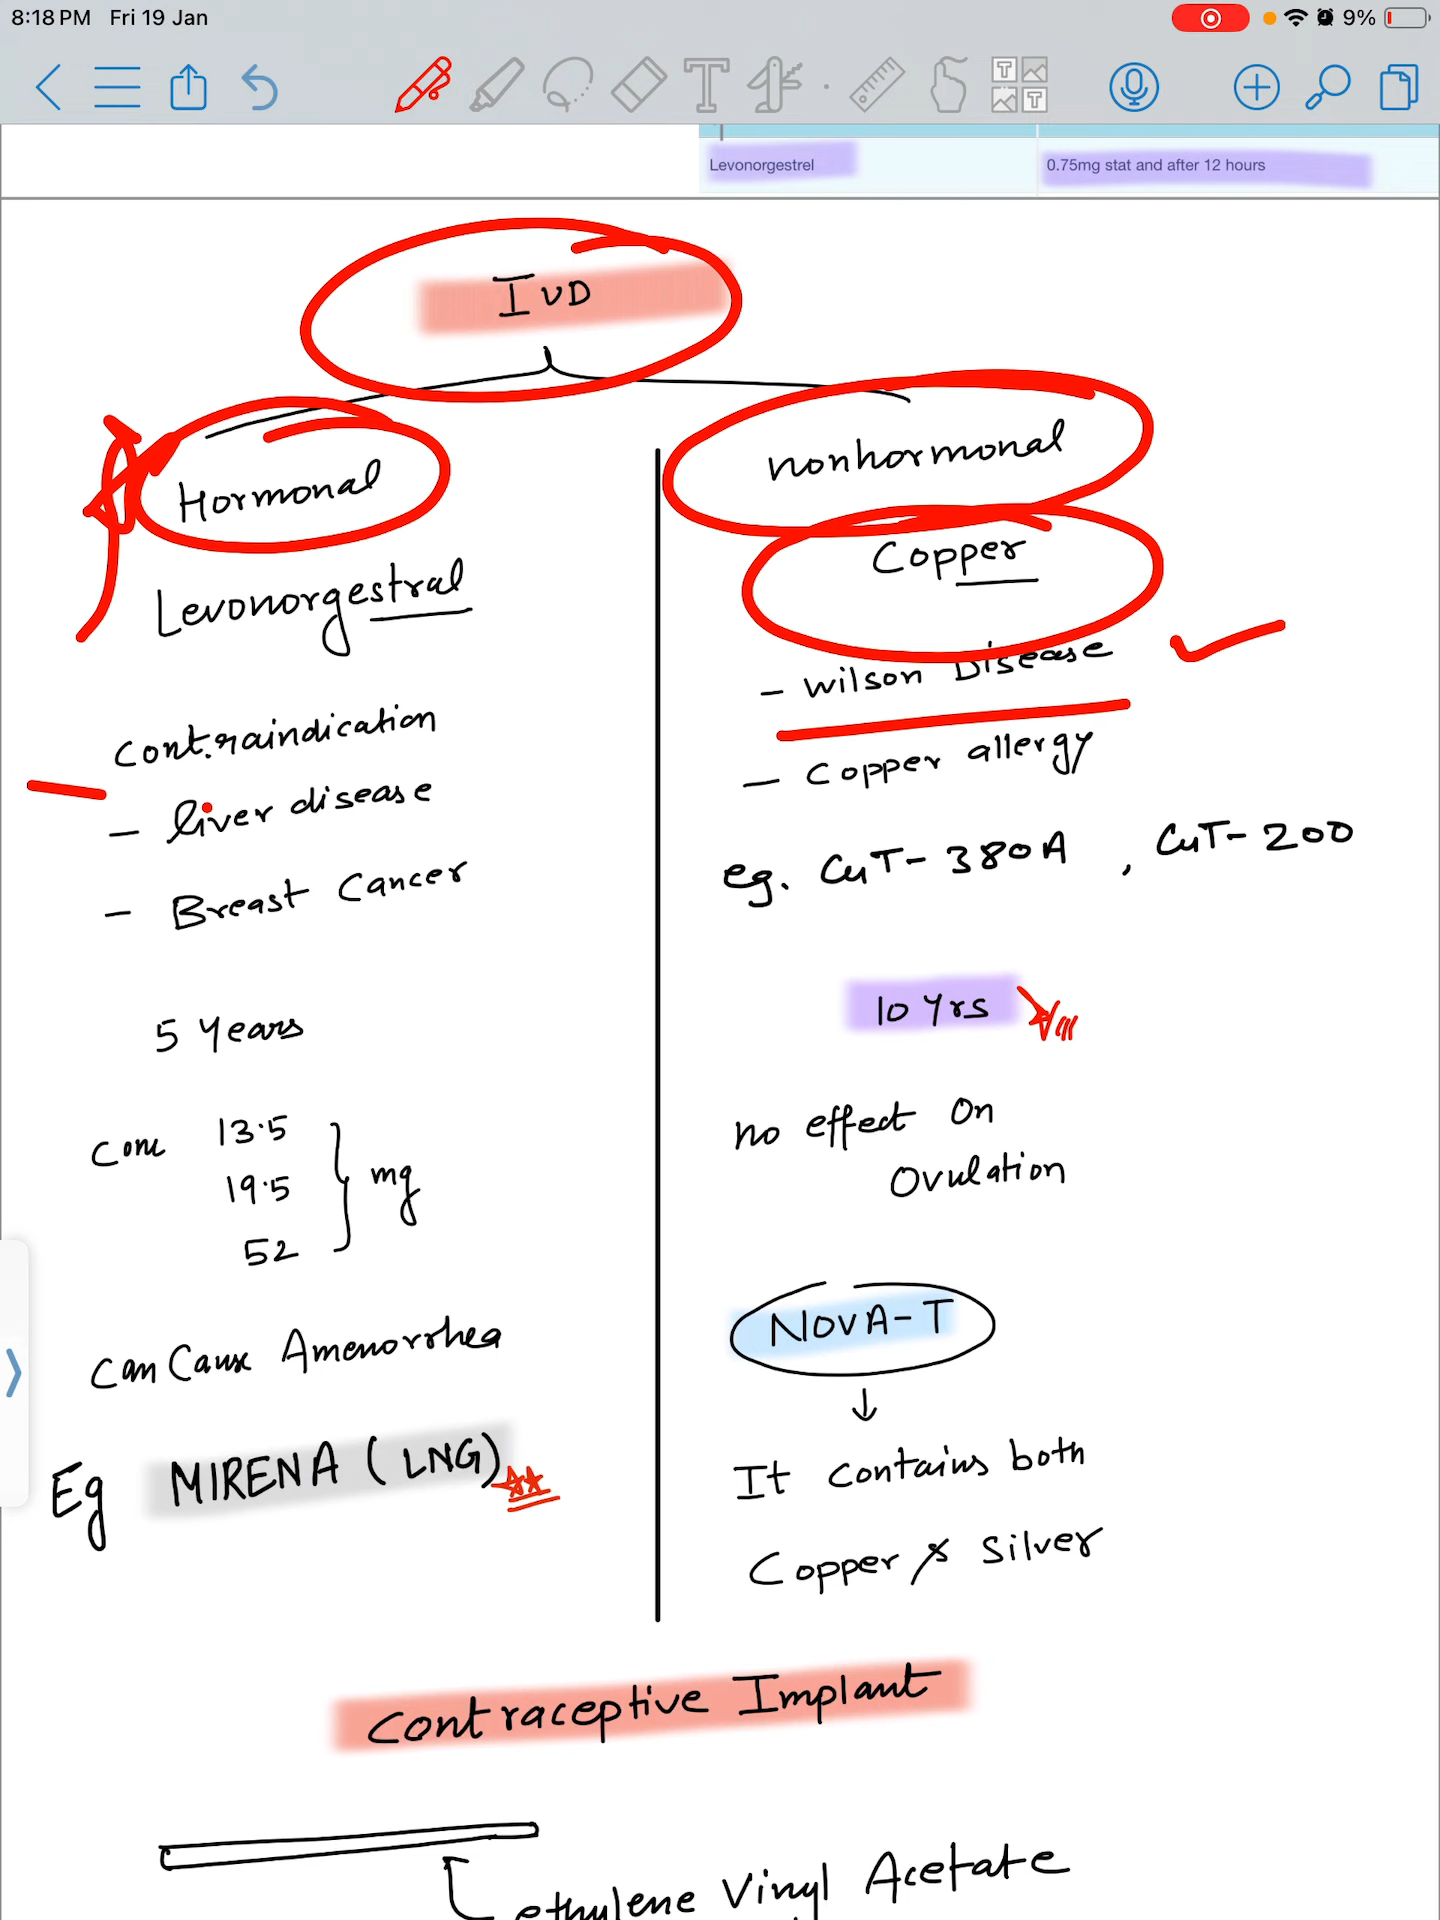 8:18 PM Fri 19 Jan
9%
Levonorgestrel 0.75mg stat and after 12 hours
IUD
Hormonal
Levonorgestral
Contraindication
- liver disease
- Breast Cancer
5 Years
Conc 13.5
19.5
52
mg
Can Cause Amenorrhea
Eg MIRENA (LNG)
nonhormonal
Copper
- Wilson Disease
- Copper allergy
eg. CuT-380A , CuT-200
10 Yrs
no effect On
Ovulation
NOVA-T
It contains both
Copper & Silver
Contraceptive Implant
ethylene Vinyl Acetate